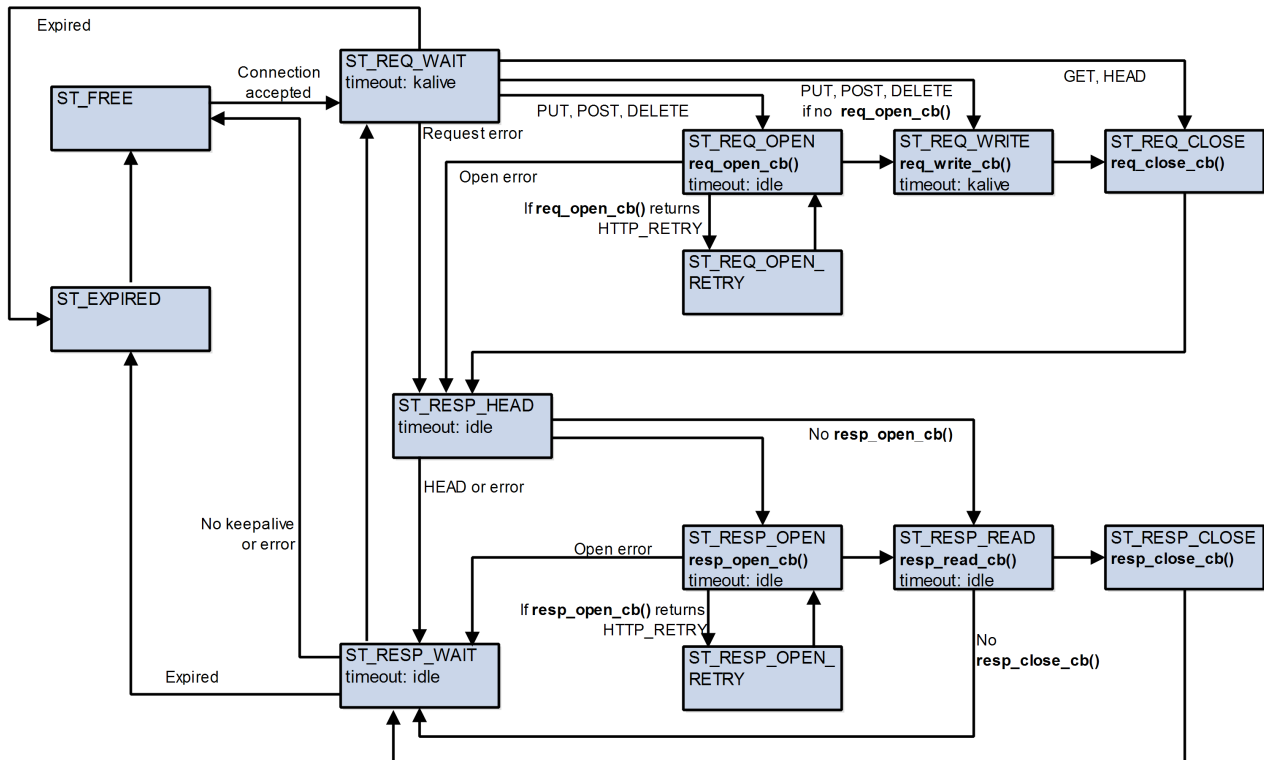 Expired
ST_REQ_WAIT
timeout: kalive
Connection
accepted
ST_FREE
GET, HEAD
PUT, POST, DELETE
if no req_open_cb()
PUT, POST, DELETE
Request error
ST_REQ_OPEN
req_open_cb()
timeout: idle
ST_REQ_WRITE
req_write_cb()
timeout: kalive
ST_REQ_CLOSE
req_close_cb()
Open error
If req_open_cb() returns
HTTP_RETRY
ST_REQ_OPEN_
RETRY
ST_EXPIRED
ST_RESP_HEAD
timeout: idle
No resp_open_cb()
HEAD or error
No keepalive
or error
ST_RESP_OPEN
resp_open_cb()
timeout: idle
ST_RESP_READ
resp_read_cb()
timeout: idle
ST_RESP_CLOSE
resp_close_cb()
Open error
If resp_open_cb() returns
HTTP_RETRY
ST_RESP_OPEN_
RETRY
No
resp_close_cb()
ST_RESP_WAIT
timeout: idle
Expired